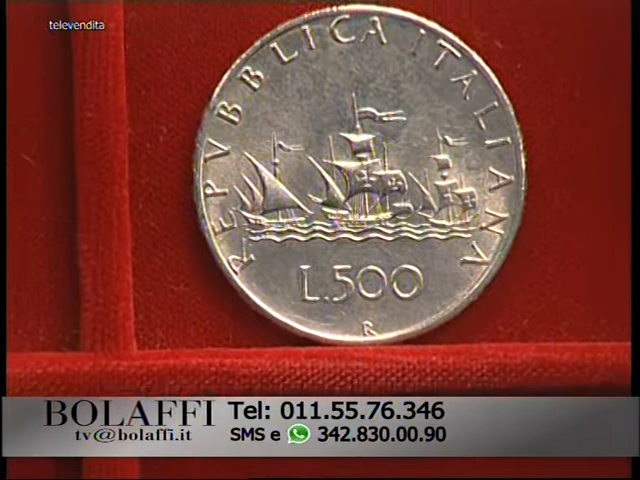 televendita
REPVBBLICA ITALIANA
L.500
R
BOLAFFI
tv@bolaffi.it
Tel: 011.55.76.346
SMS e 342.830.00.90